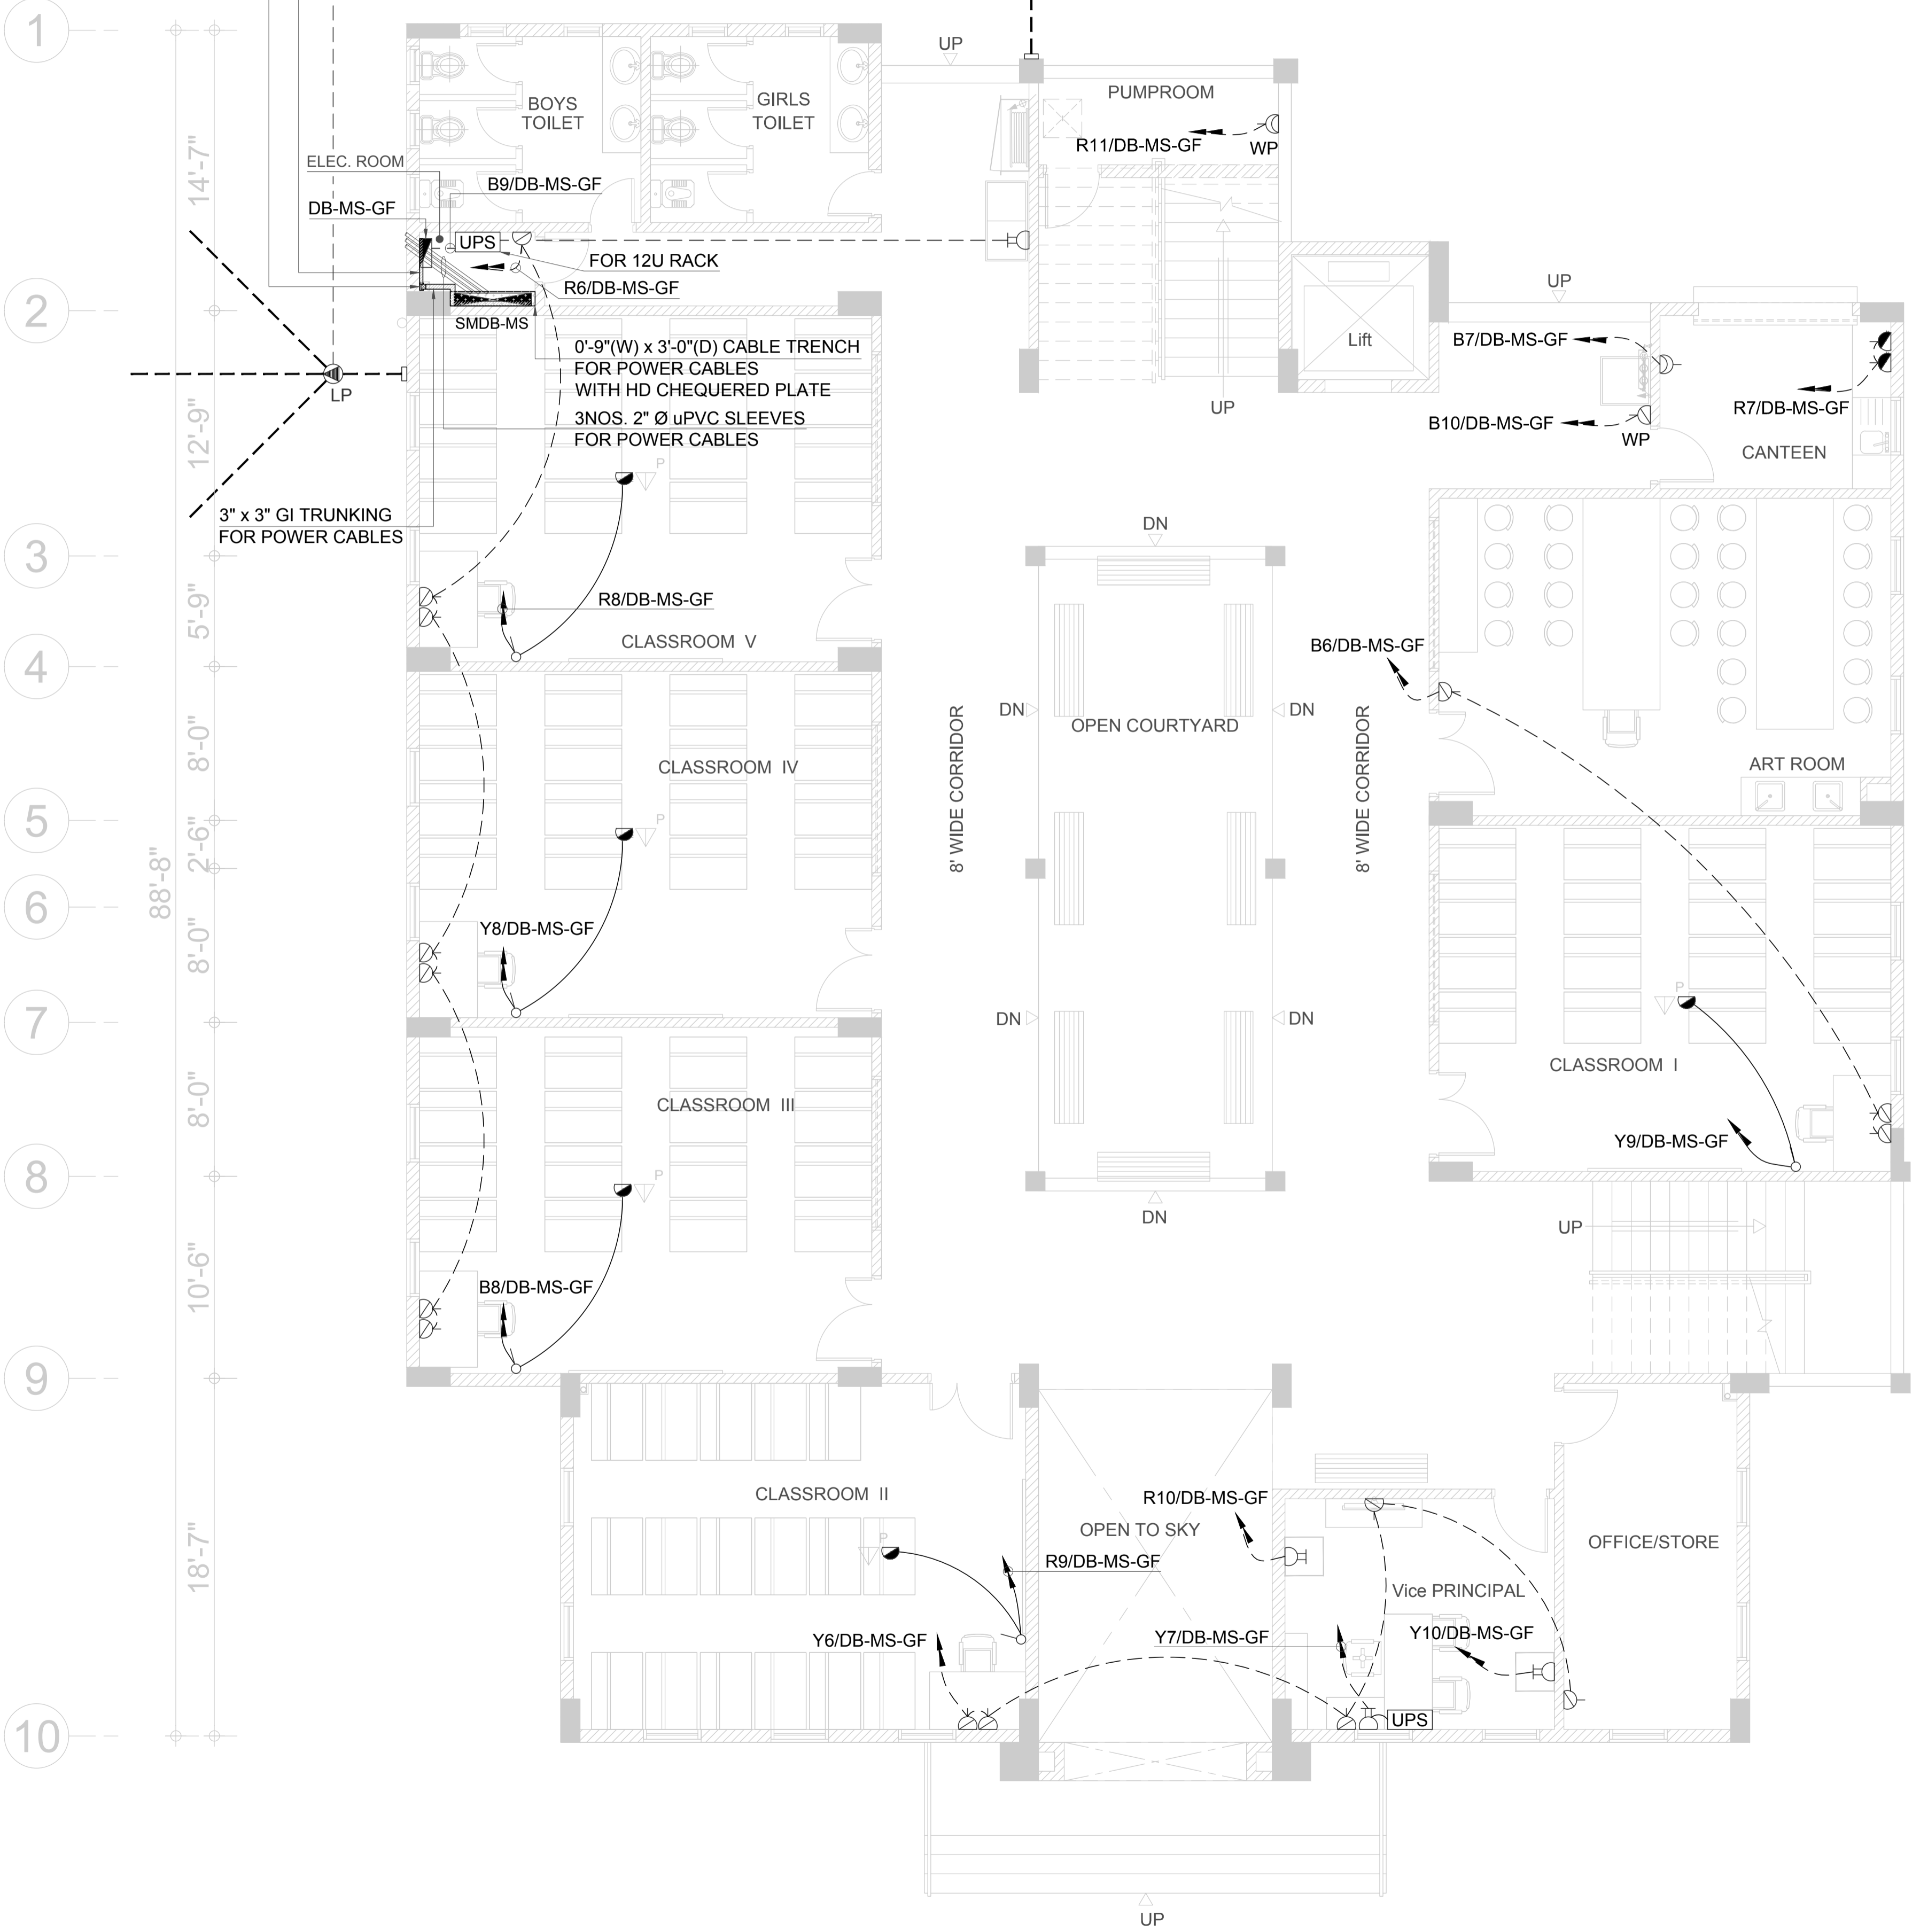 1
UP
PUMPROOM
BOYS
TOILET
GIRLS
TOILET
R11/DB-MS-GF
WP
14'-7"
ELEC. ROOM
B9/DB-MS-GF
DB-MS-GF
UPS
FOR 12U RACK
R6/DB-MS-GF
2
SMDB-MS
UP
0'-9"(W) x 3'-0"(D) CABLE TRENCH
FOR POWER CABLES
WITH HD CHEQUERED PLATE
Lift
B7/DB-MS-GF
LP
UP
R7/DB-MS-GF
3NOS. 2" Ø uPVC SLEEVES
FOR POWER CABLES
B10/DB-MS-GF
WP
CANTEEN
12'-9"
P
3" x 3" GI TRUNKING
FOR POWER CABLES
DN
3
5'-9"
R8/DB-MS-GF
CLASSROOM V
B6/DB-MS-GF
4
DN
DN
OPEN COURTYARD
8' WIDE CORRIDOR
8' WIDE CORRIDOR
8'-0"
CLASSROOM IV
ART ROOM
5
P
2'-6"
88'-8"
6
Y8/DB-MS-GF
8'-0"
P
7
DN
DN
CLASSROOM I
8'-0"
CLASSROOM III
Y9/DB-MS-GF
8
P
DN
UP
10'-6"
B8/DB-MS-GF
9
CLASSROOM II
R10/DB-MS-GF
OPEN TO SKY
P
OFFICE/STORE
18'-7"
R9/DB-MS-GF
Vice PRINCIPAL
Y6/DB-MS-GF
Y7/DB-MS-GF
Y10/DB-MS-GF
UPS
10
UP